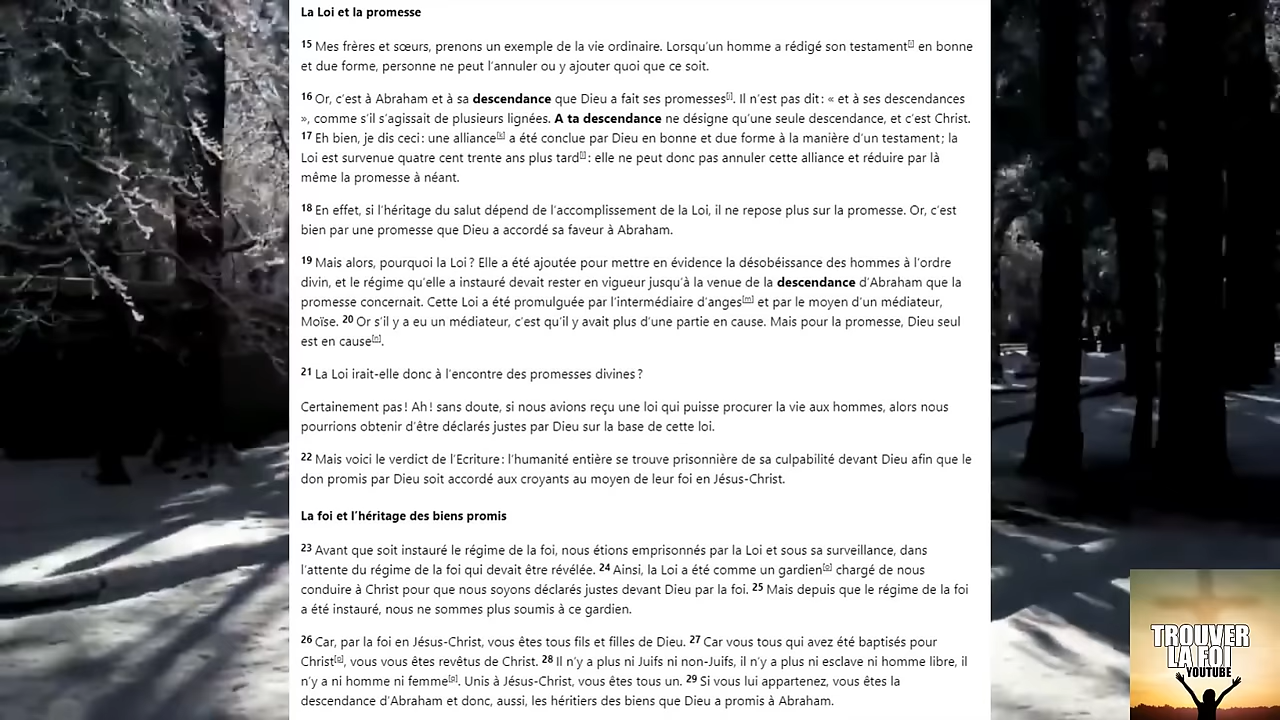 La Loi et la promesse
15 Mes frères et sœurs, prenons un exemple de la vie ordinaire. Lorsqu'un homme a rédigé son testament[i] en bonne
et due forme, personne ne peut l'annuler ou y ajouter quoi que ce soit.
16 Or, c'est à Abraham et à sa descendance que Dieu a fait ses promesses[j]. Il n'est pas dit : « et à ses descendances
», comme s'il s'agissait de plusieurs lignées. A ta descendance ne désigne qu'une seule descendance, et c'est Christ.
17 Eh bien, je dis ceci : une alliance[k] a été conclue par Dieu en bonne et due forme à la manière d'un testament ; la
Loi est survenue quatre cent trente ans plus tard[l] : elle ne peut donc pas annuler cette alliance et réduire par là
même la promesse à néant.
18 En effet, si l'héritage du salut dépend de l'accomplissement de la Loi, il ne repose plus sur la promesse. Or, c'est
bien par une promesse que Dieu a accordé sa faveur à Abraham.
19 Mais alors, pourquoi la Loi ? Elle a été ajoutée pour mettre en évidence la désobéissance des hommes à l'ordre
divin, et le régime qu'elle a instauré devait rester en vigueur jusqu'à la venue de la descendance d'Abraham que la
promesse concernait. Cette Loi a été promulguée par l'intermédiaire d'anges[m] et par le moyen d'un médiateur,
Moïse. 20 Or s'il y a eu un médiateur, c'est qu'il y avait plus d'une partie en cause. Mais pour la promesse, Dieu seul
est en cause[n].
21 La Loi irait-elle donc à l'encontre des promesses divines ?
Certainement pas ! Ah ! sans doute, si nous avions reçu une loi qui puisse procurer la vie aux hommes, alors nous
pourrions obtenir d'être déclarés justes par Dieu sur la base de cette loi.
22 Mais voici le verdict de l'Ecriture : l'humanité entière se trouve prisonnière de sa culpabilité devant Dieu afin que le
don promis par Dieu soit accordé aux croyants au moyen de leur foi en Jésus-Christ.
La foi et l'héritage des biens promis
23 Avant que soit instauré le régime de la foi, nous étions emprisonnés par la Loi et sous sa surveillance, dans
l'attente du régime de la foi qui devait être révélée. 24 Ainsi, la Loi a été comme un gardien[o] chargé de nous
conduire à Christ pour que nous soyons déclarés justes devant Dieu par la foi. 25 Mais depuis que le régime de la foi
a été instauré, nous ne sommes plus soumis à ce gardien.
26 Car, par la foi en Jésus-Christ, vous êtes tous fils et filles de Dieu. 27 Car vous tous qui avez été baptisés pour
Christ[p], vous vous êtes revêtus de Christ. 28 Il n'y a plus ni Juifs ni non-Juifs, il n'y a plus ni esclave ni homme libre, il
n'y a ni homme ni femme[q]. Unis à Jésus-Christ, vous êtes tous un. 29 Si vous lui appartenez, vous êtes la
descendance d'Abraham et donc, aussi, les héritiers des biens que Dieu a promis à Abraham.
TROUVER
LA FOI
YOUTUBE